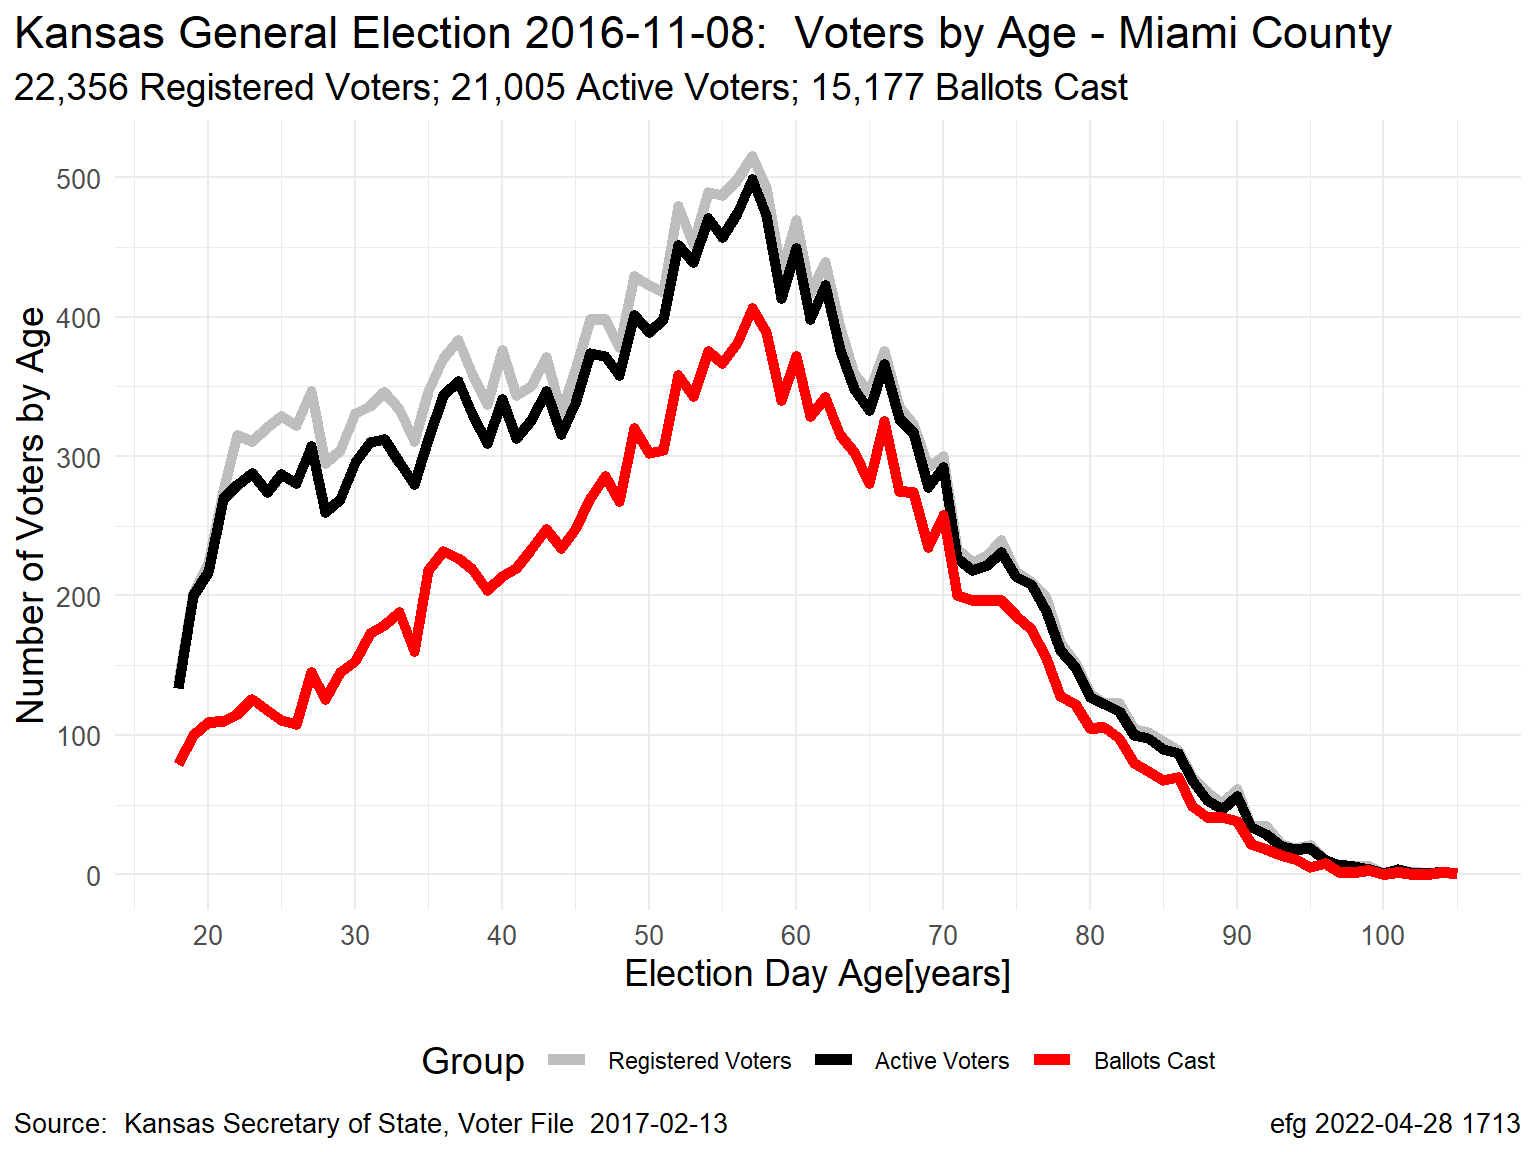 Kansas General Election 2016-11-08:  Voters by Age - Miami County
22,356 Registered Voters; 21,005 Active Voters; 15,177 Ballots Cast
Number of Voters by Age
500
400
300
200
100
0
20 30 40 50 60 70 80 90 100
Election Day Age[years]
Group Registered Voters Active Voters Ballots Cast
Source:  Kansas Secretary of State, Voter File  2017-02-13
efg 2022-04-28 1713